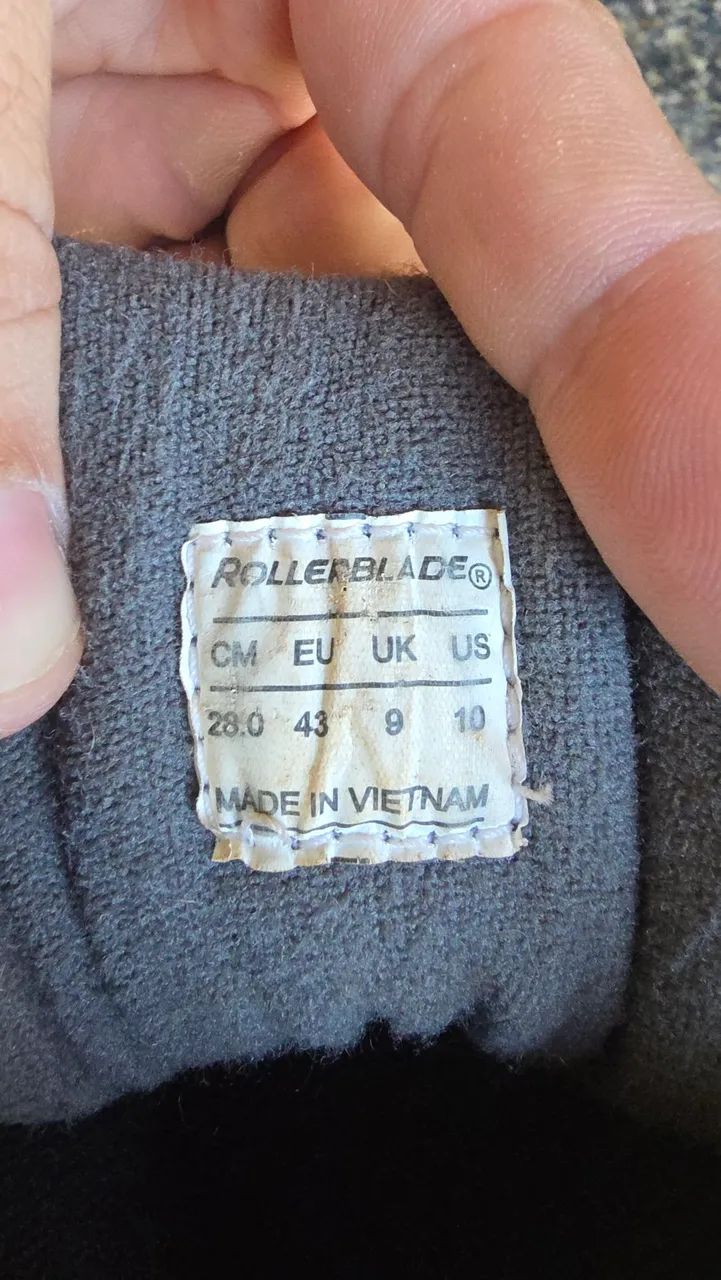 ROLLERBLADE®
CM EU UK US
28.0 43 9 10
MADE IN VIETNAM